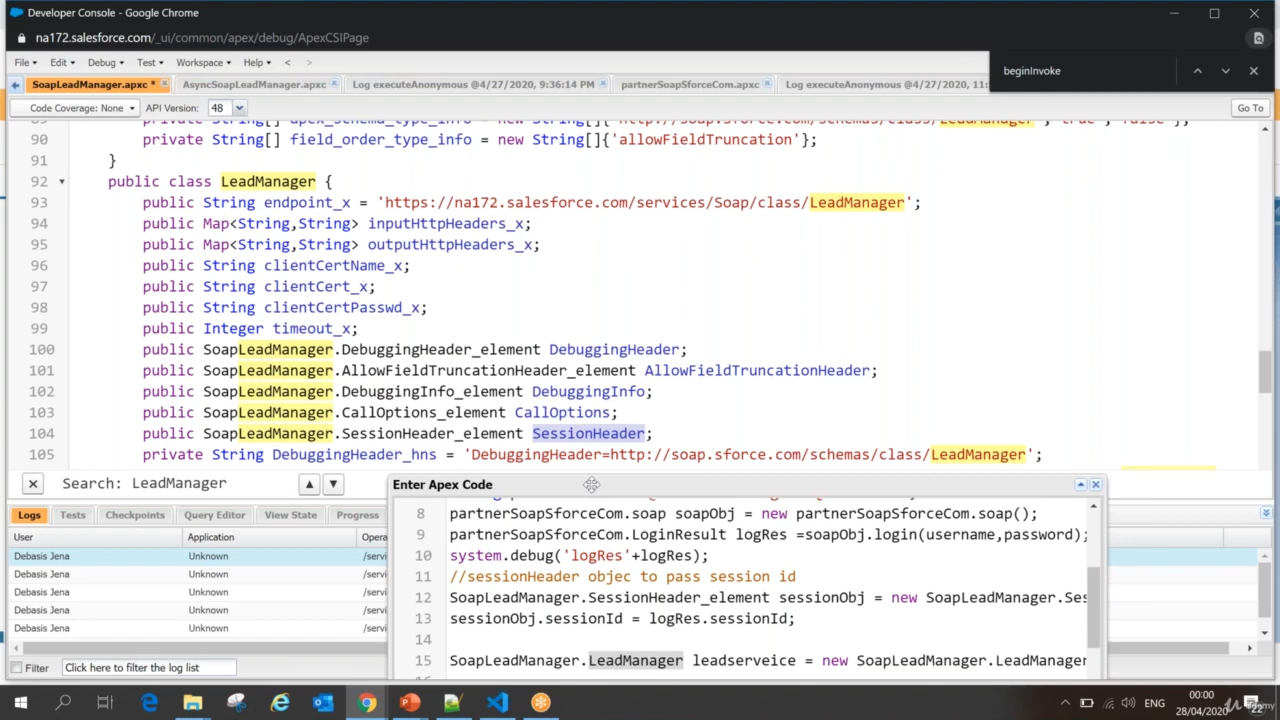 Developer Console - Google Chrome
na172.salesforce.com/_ui/common/apex/debug/ApexCSIPage
File Edit Debug Test Workspace Help < >
beginInvoke
SoapLeadManager.apxc * AsyncSoapLeadManager.apxc Log executeAnonymous @4/27/2020, 9:36:14 PM partnerSoapSforceCom.apxc Log executeAnonymous @4/27/2020, 11:
Code Coverage: None API Version: 48 Go To
90 private String[] field_order_type_info = new String[]{'allowFieldTruncation'};
91 }
92 public class LeadManager {
93 public String endpoint_x = 'https://na172.salesforce.com/services/Soap/class/LeadManager';
94 public Map<String,String> inputHttpHeaders_x;
95 public Map<String,String> outputHttpHeaders_x;
96 public String clientCertName_x;
97 public String clientCert_x;
98 public String clientCertPasswd_x;
99 public Integer timeout_x;
100 public SoapLeadManager.DebuggingHeader_element DebuggingHeader;
101 public SoapLeadManager.AllowFieldTruncationHeader_element AllowFieldTruncationHeader;
102 public SoapLeadManager.DebuggingInfo_element DebuggingInfo;
103 public SoapLeadManager.CallOptions_element CallOptions;
104 public SoapLeadManager.SessionHeader_element SessionHeader;
105 private String DebuggingHeader_hns = 'DebuggingHeader=http://soap.sforce.com/schemas/class/LeadManager';
Search: LeadManager
Logs Tests Checkpoints Query Editor View State Progress
User Application Opera
Debasis Jena Unknown /servi
Debasis Jena Unknown /servi
Debasis Jena Unknown /servi
Debasis Jena Unknown /servi
Debasis Jena Unknown /servi
Filter Click here to filter the log list
Enter Apex Code
8 partnerSoapSforceCom.soap soapObj = new partnerSoapSforceCom.soap();
9 partnerSoapSforceCom.LoginResult logRes =soapObj.login(username,password);
10 system.debug('logRes'+logRes);
11 //sessionHeader objec to pass session id
12 SoapLeadManager.SessionHeader_element sessionObj = new SoapLeadManager.Ses
13 sessionObj.sessionId = logRes.sessionId;
14
15 SoapLeadManager.LeadManager leadserveice = new SoapLeadManager.LeadManager
ENG
00:00
28/04/2020
22